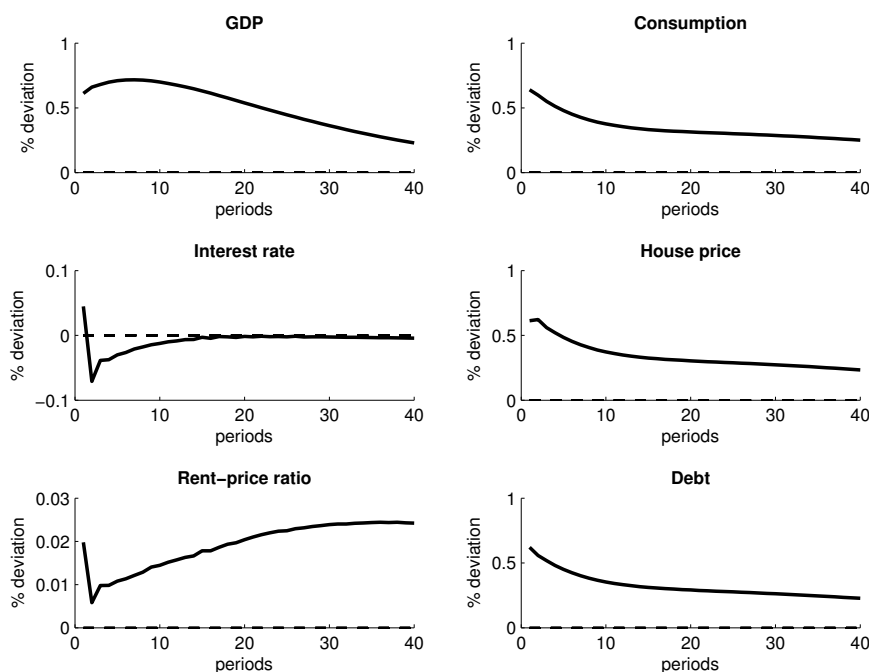 GDP
% deviation
1
0.5
0
0 10 20 30 40
periods
Consumption
% deviation
1
0.5
0
0 10 20 30 40
periods
Interest rate
% deviation
0.1
0
−0.1
0 10 20 30 40
periods
House price
% deviation
1
0.5
0
0 10 20 30 40
periods
Rent−price ratio
% deviation
0.03
0.02
0.01
0
0 10 20 30 40
periods
Debt
% deviation
1
0.5
0
0 10 20 30 40
periods